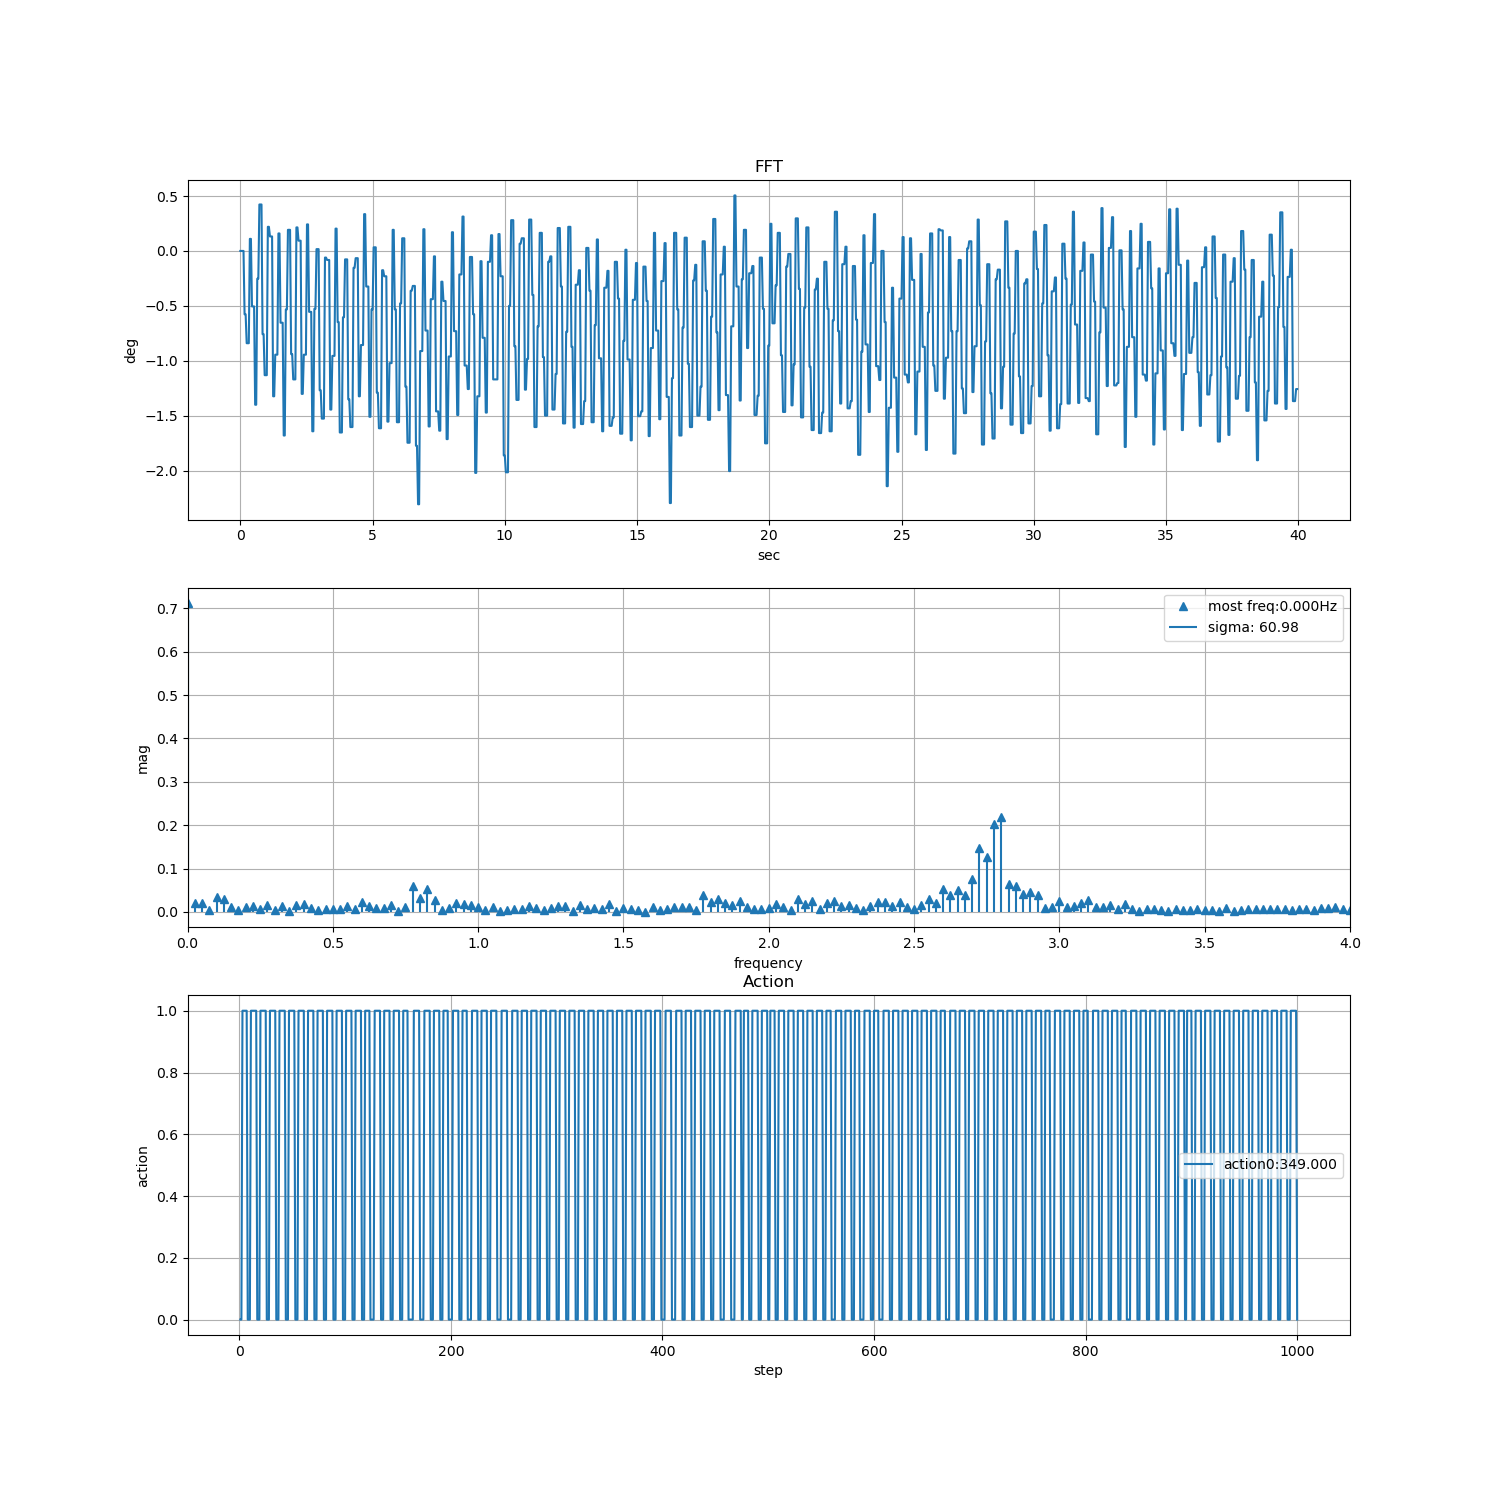 FFT
0.5
0.0
−0.5
−1.0
−1.5
−2.0
deg
0 5 10 15 20 25 30 35 40
sec
most freq:0.000Hz
sigma: 60.98
0.7
0.6
0.5
0.4
0.3
0.2
0.1
0.0
mag
0.0 0.5 1.0 1.5 2.0 2.5 3.0 3.5 4.0
frequency
Action
1.0
0.8
0.6
0.4
0.2
0.0
action
action0:349.000
0 200 400 600 800 1000
step